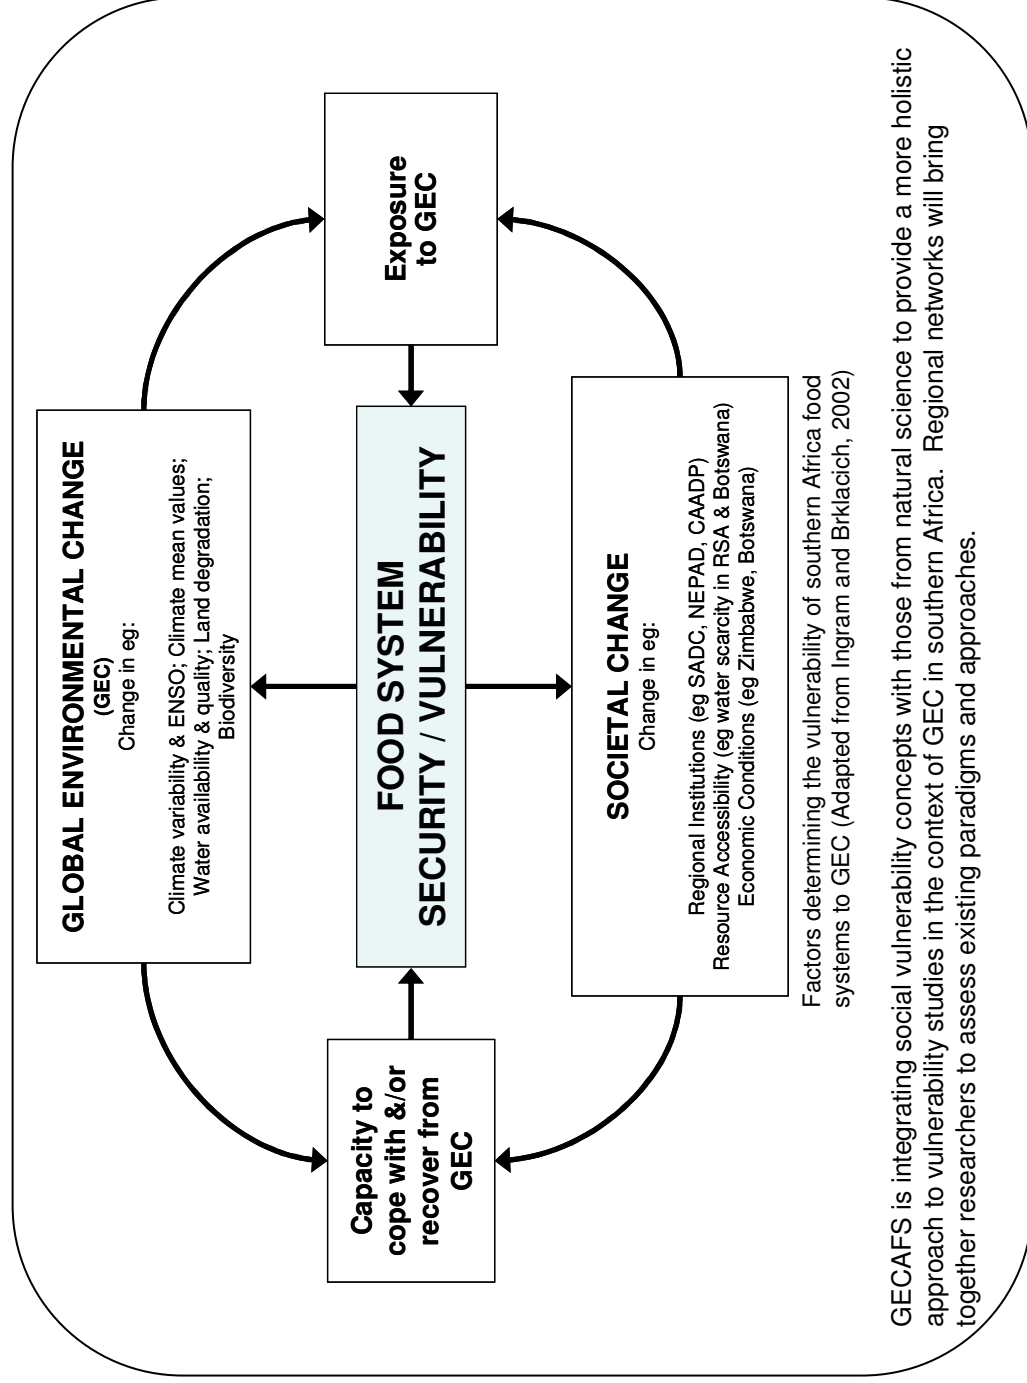 GLOBAL ENVIRONMENTAL CHANGE
(GEC)
Change in eg:
Climate variability & ENSO; Climate mean values;
Water availability & quality; Land degradation;
Biodiversity
Capacity to
cope with &/or
recover from
GEC
FOOD SYSTEM
SECURITY / VULNERABILITY
Exposure
to GEC
SOCIETAL CHANGE
Change in eg:
Regional Institutions (eg SADC, NEPAD, CAADP)
Resource Accessibility (eg water scarcity in RSA & Botswana)
Economic Conditions (eg Zimbabwe, Botswana)
Factors determining the vulnerability of southern Africa food
systems to GEC (Adapted from Ingram and Brklacich, 2002)
GECAFS is integrating social vulnerability concepts with those from natural science to provide a more holistic
approach to vulnerability studies in the context of GEC in southern Africa.  Regional networks will bring
together researchers to assess existing paradigms and approaches.